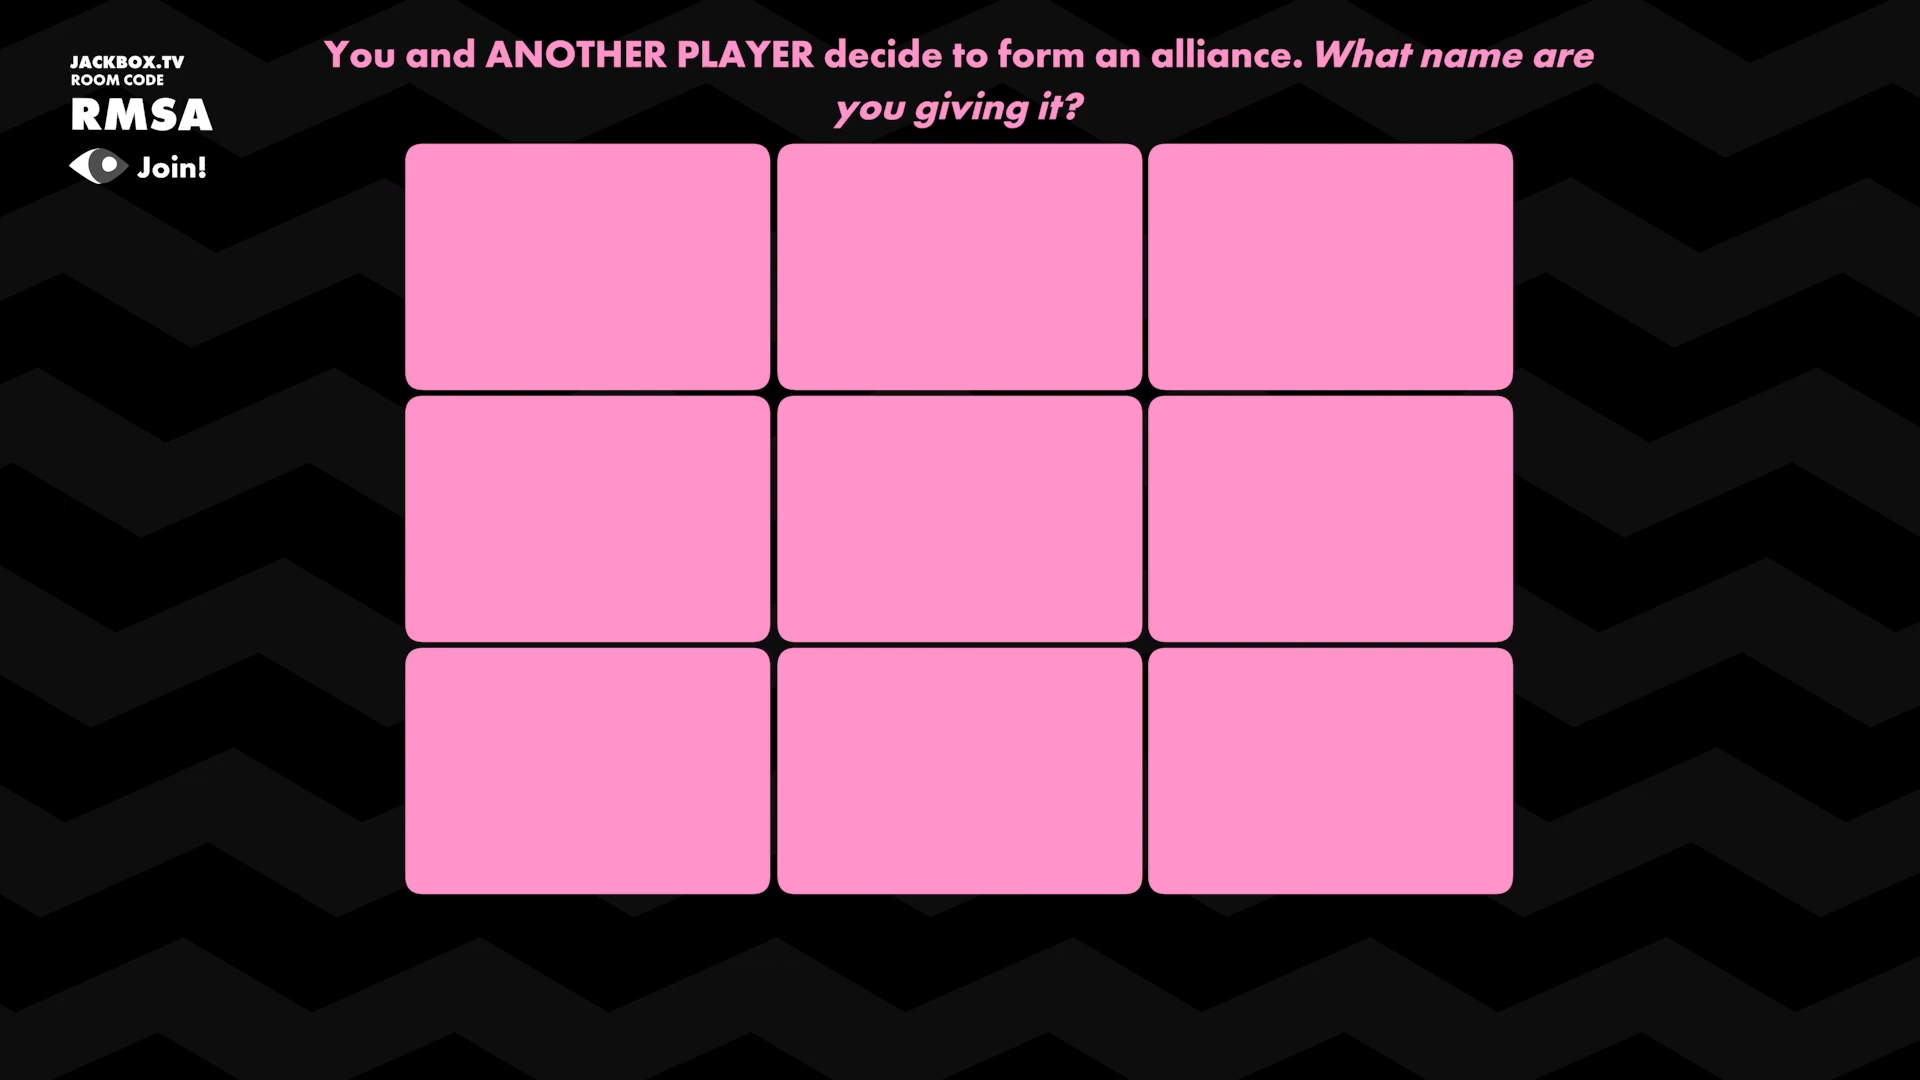 JACKBOX.TV
ROOM CODE
RMSA
Join!
You and ANOTHER PLAYER decide to form an alliance. What name are
you giving it?